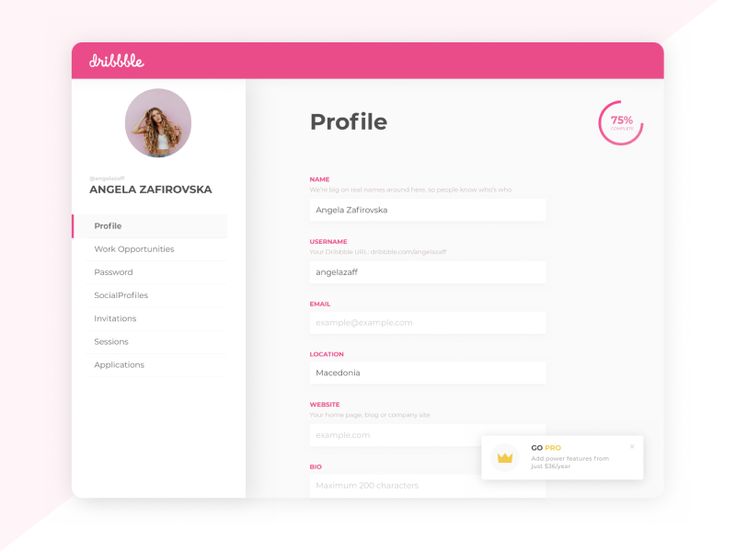 dribbble
@angelazaff
ANGELA ZAFIROVSKA
Profile
Work Opportunities
Password
SocialProfiles
Invitations
Sessions
Applications
Profile
75%
COMPLETE
NAME
We're big on real names around here, so people know who's who
Angela Zafirovska
USERNAME
Your Dribbble URL: dribbble.com/angelazaff
angelazaff
EMAIL
example@example.com
LOCATION
Macedonia
WEBSITE
Your home page, blog or company site
example.com
BIO
Maximum 200 characters
GO PRO
×
Add power features from
just $36/year